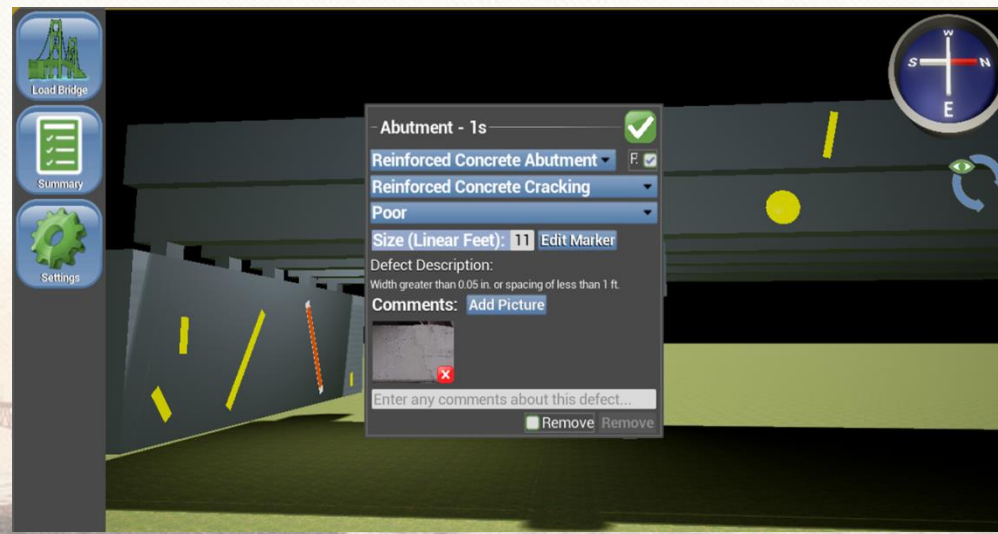 Load Bridge
Summary
Settings
Abutment - 1s
Reinforced Concrete Abutment
F.
Reinforced Concrete Cracking
Poor
Size (Linear Feet): 11 Edit Marker
Defect Description:
Width greater than 0.05 in. or spacing of less than 1 ft.
Comments: Add Picture
Enter any comments about this defect...
Remove Remove
W
S N
E